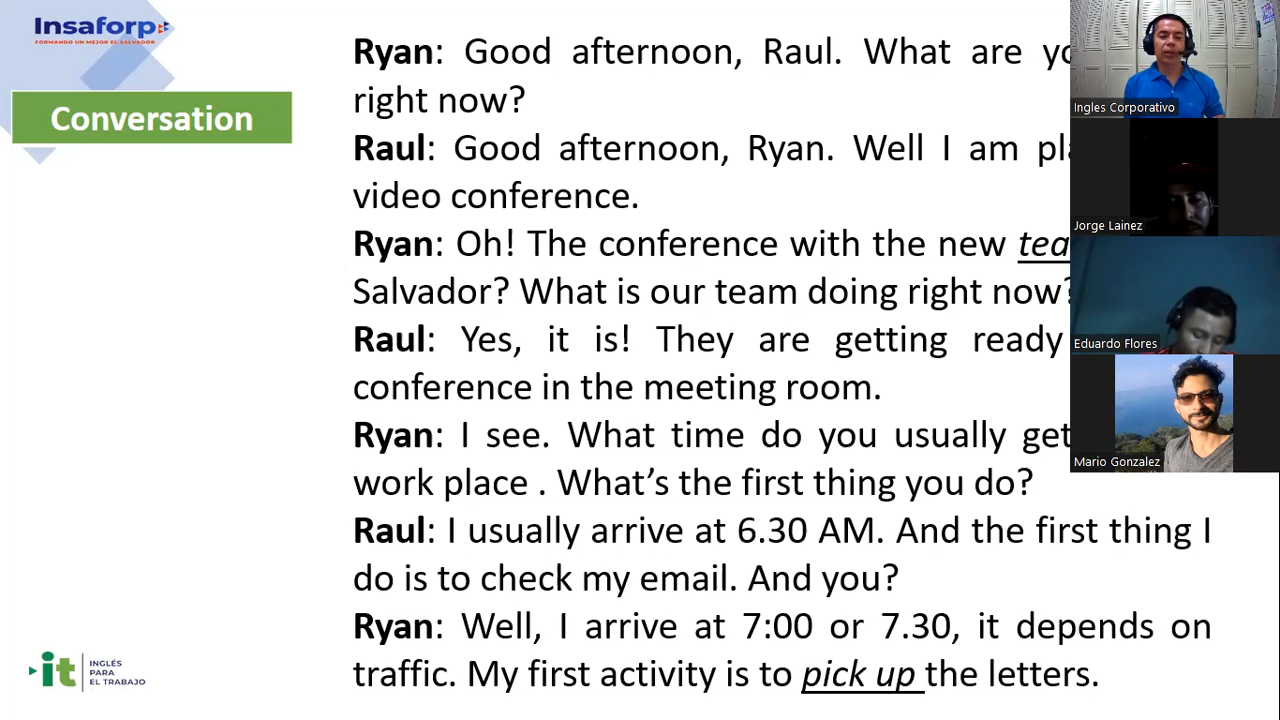 Insaforp
FORMANDO UN MEJOR EL SALVADOR
Conversation
Ryan: Good afternoon, Raul. What are
right now?
Raul: Good afternoon, Ryan. Well I am
video conference.
Ryan: Oh! The conference with the new
Salvador? What is our team doing right now?
Raul: Yes, it is! They are getting ready
conference in the meeting room.
Ryan: I see. What time do you usually get
work place . What's the first thing you do?
Raul: I usually arrive at 6.30 AM. And the first thing I
do is to check my email. And you?
Ryan: Well, I arrive at 7:00 or 7.30, it depends on
traffic. My first activity is to pick up the letters.
it
INGLÉS
PARA
EL TRABAJO
Ingles Corporativo
Jorge Lainez
Eduardo Flores
Mario Gonzalez